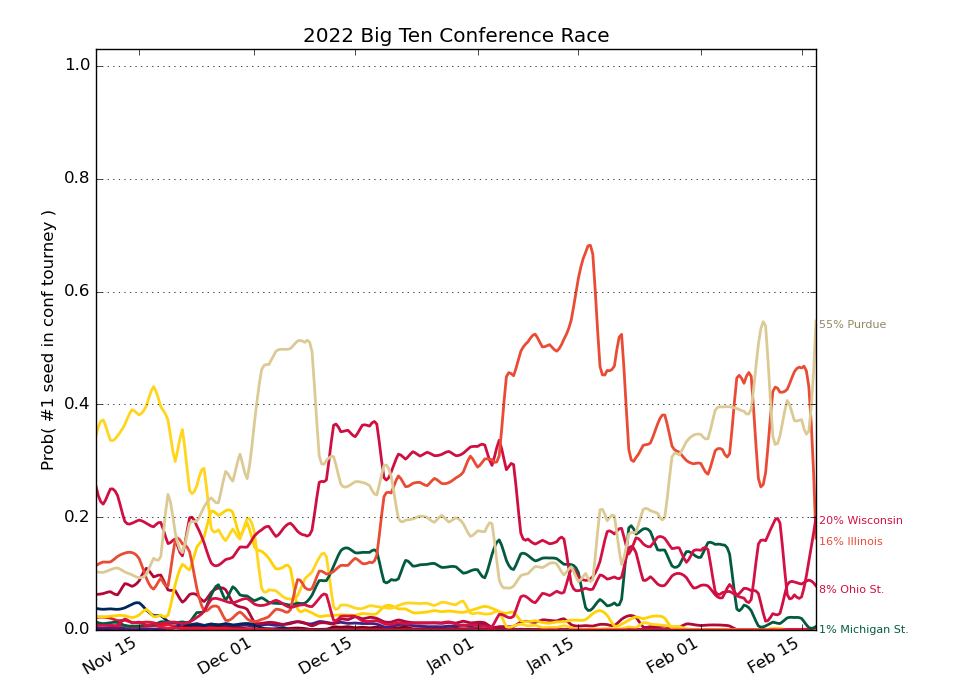 2022 Big Ten Conference Race
Prob( #1 seed in conf tourney )
1.0
0.8
0.6
0.4
0.2
0.0
Nov 15
Dec 01
Dec 15
Jan 01
Jan 15
Feb 01
Feb 15
55% Purdue
20% Wisconsin
16% Illinois
8% Ohio St.
1% Michigan St.